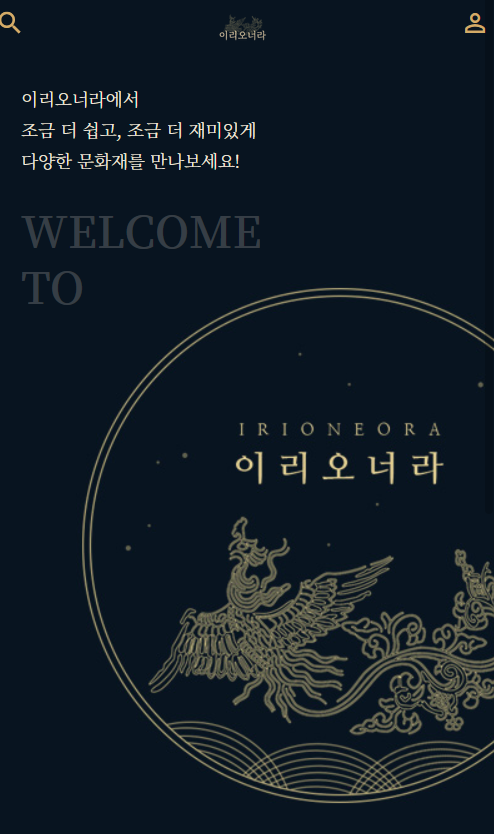 이리오너라
이리오너라에서
조금 더 쉽고, 조금 더 재미있게
다양한 문화재를 만나보세요!
WELCOME
TO
IRIONEORA
이리오너라